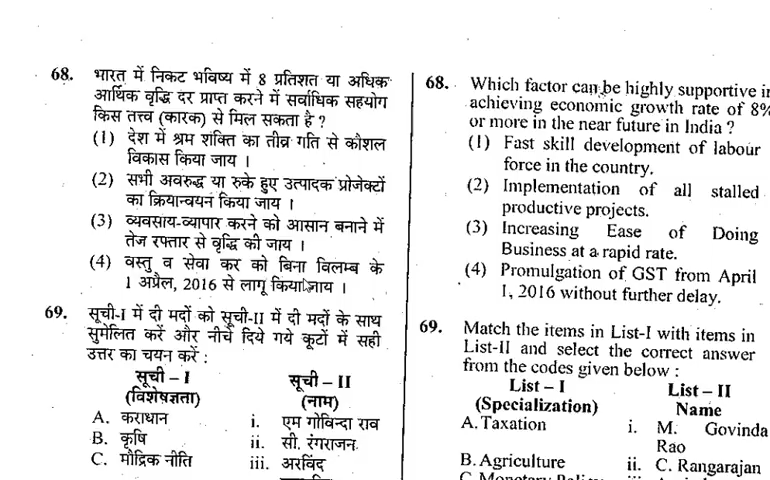 68. भारत में निकट भविष्य में 8 प्रतिशत या अधिक
आर्थिक वृद्धि दर प्राप्त करने में सर्वाधिक सहयोग
किस तत्त्व (कारक) से मिल सकता है ?
(1) देश में श्रम शक्ति का तीव्र गति से कौशल
विकास किया जाय ।
(2) सभी अवरुद्ध या रुके हुए उत्पादक प्रोजेक्टों
का क्रियान्वयन किया जाय ।
(3) व्यवसाय-व्यापार करने को आसान बनाने में
तेज रफ्तार से वृद्धि की जाय ।
(4) वस्तु व सेवा कर को बिना विलम्ब के
1 अप्रैल, 2016 से लागू किया जाय ।
69. सूची-I में दी मदों को सूची-II में दी मदों के साथ
सुमेलित करें और नीचे दिये गये कूटों में सही
उत्तर का चयन करें :
सूची – I सूची – II
(विशेषज्ञता) (नाम)
A. कराधान i. एम गोविन्दा राव
B. कृषि ii. सी. रंगराजन
C. मौद्रिक नीति iii. अरविंद
68. Which factor can be highly supportive in
achieving economic growth rate of 8%
or more in the near future in India ?
(1) Fast skill development of labour
force in the country.
(2) Implementation of all stalled
productive projects.
(3) Increasing Ease of Doing
Business at a rapid rate.
(4) Promulgation of GST from April
1, 2016 without further delay.
69. Match the items in List-I with items in
List-II and select the correct answer
from the codes given below :
List – I List – II
(Specialization) Name
A. Taxation i. M. Govinda
Rao
B. Agriculture ii. C. Rangarajan
C. Monetary Policy